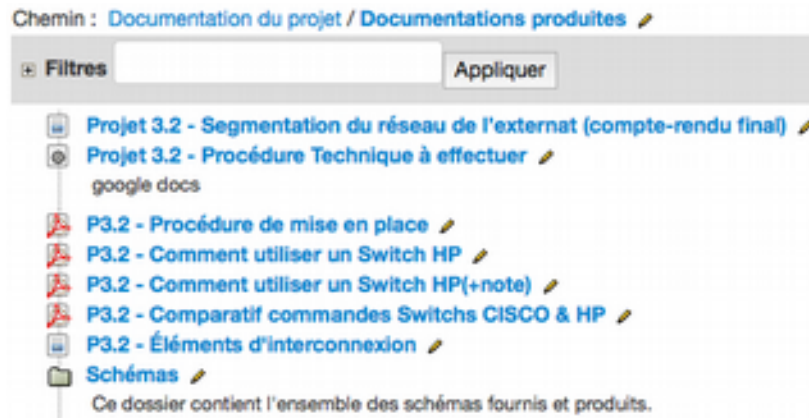 Chemin : Documentation du projet / Documentations produites
Filtres Appliquer
Projet 3.2 - Segmentation du réseau de l'externat (compte-rendu final)
Projet 3.2 - Procédure Technique à effectuer
google docs
P3.2 - Procédure de mise en place
P3.2 - Comment utiliser un Switch HP
P3.2 - Comment utiliser un Switch HP(+note)
P3.2 - Comparatif commandes Switchs CISCO & HP
P3.2 - Éléments d'interconnexion
Schémas
Ce dossier contient l'ensemble des schémas fournis et produits.